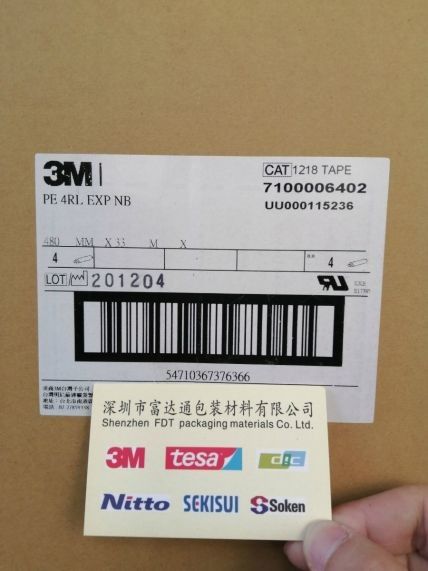 3M
CAT 1218 TAPE
PE 4RL EXP NB
7100006402
UU000115236
480 MM X 33 M X
4 4
LOT 201204
54710367376366
深圳市富达通包装材料有限公司
Shenzhen FDT packaging materials Co. Ltd.
3M tesa dic
Nitto SEKISUI Soken